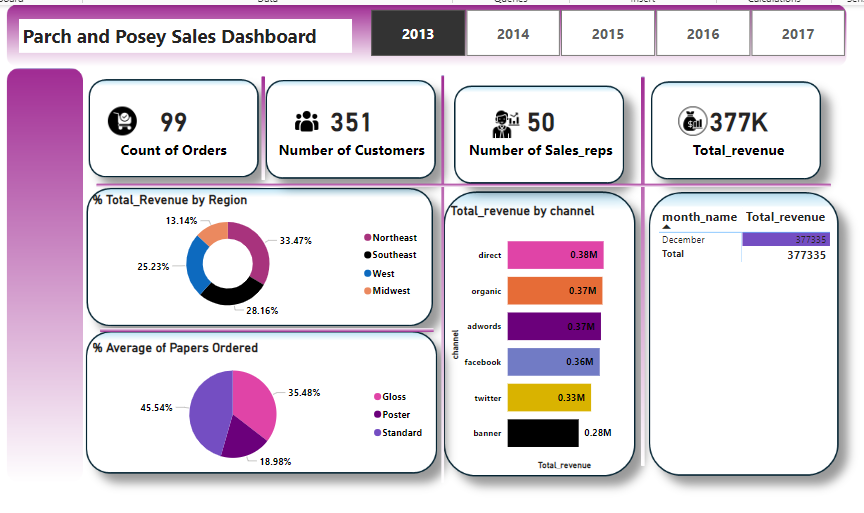 Parch and Posey Sales Dashboard
2013
2014
2015
2016
2017
99
Count of Orders
351
Number of Customers
50
Number of Sales_reps
377K
Total_revenue
% Total_Revenue by Region
13.14%
33.47%
25.23%
28.16%
Northeast
Southeast
West
Midwest
% Average of Papers Ordered
45.54%
35.48%
18.98%
Gloss
Poster
Standard
Total_revenue by channel
channel
direct 0.38M
organic 0.37M
adwords 0.37M
facebook 0.36M
twitter 0.33M
banner 0.28M
Total_revenue
month_name Total_revenue
December 377335
Total 377335